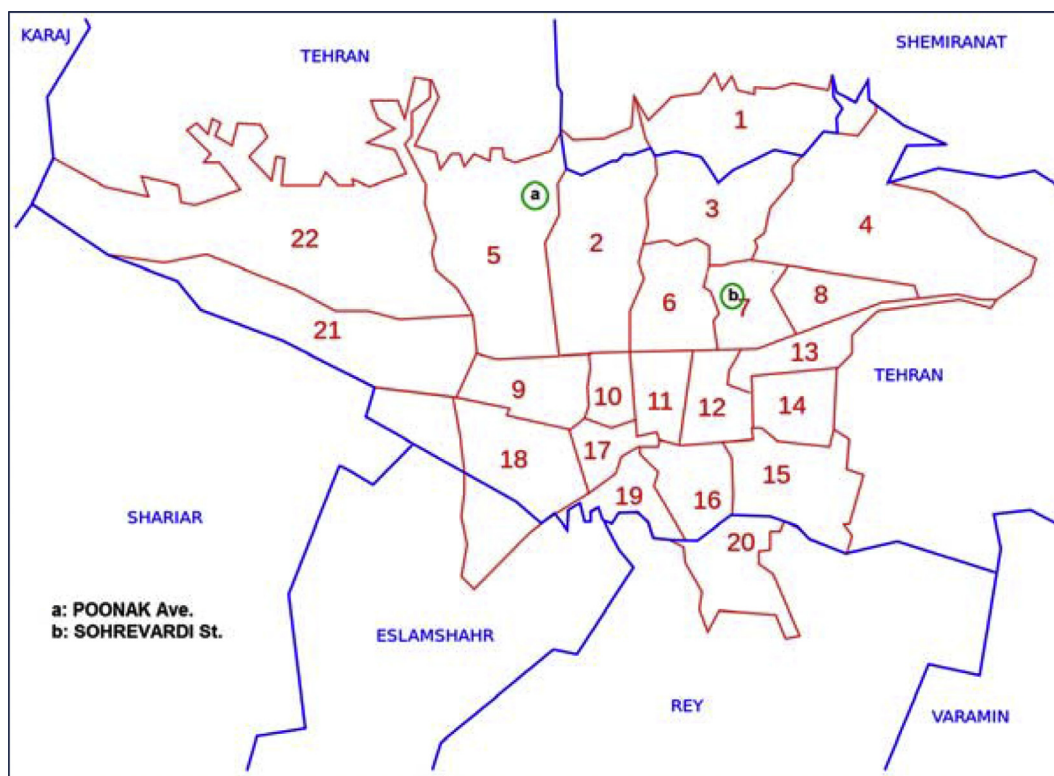 KARAJ
TEHRAN
SHEMIRANAT
1
a
3
22
5
2
4
6
b
7
8
21
13
TEHRAN
9
10
11
12
14
17
18
15
19
16
SHARIAR
20
a: POONAK Ave.
b: SOHREVARDI St.
ESLAMSHAHR
REY
VARAMIN